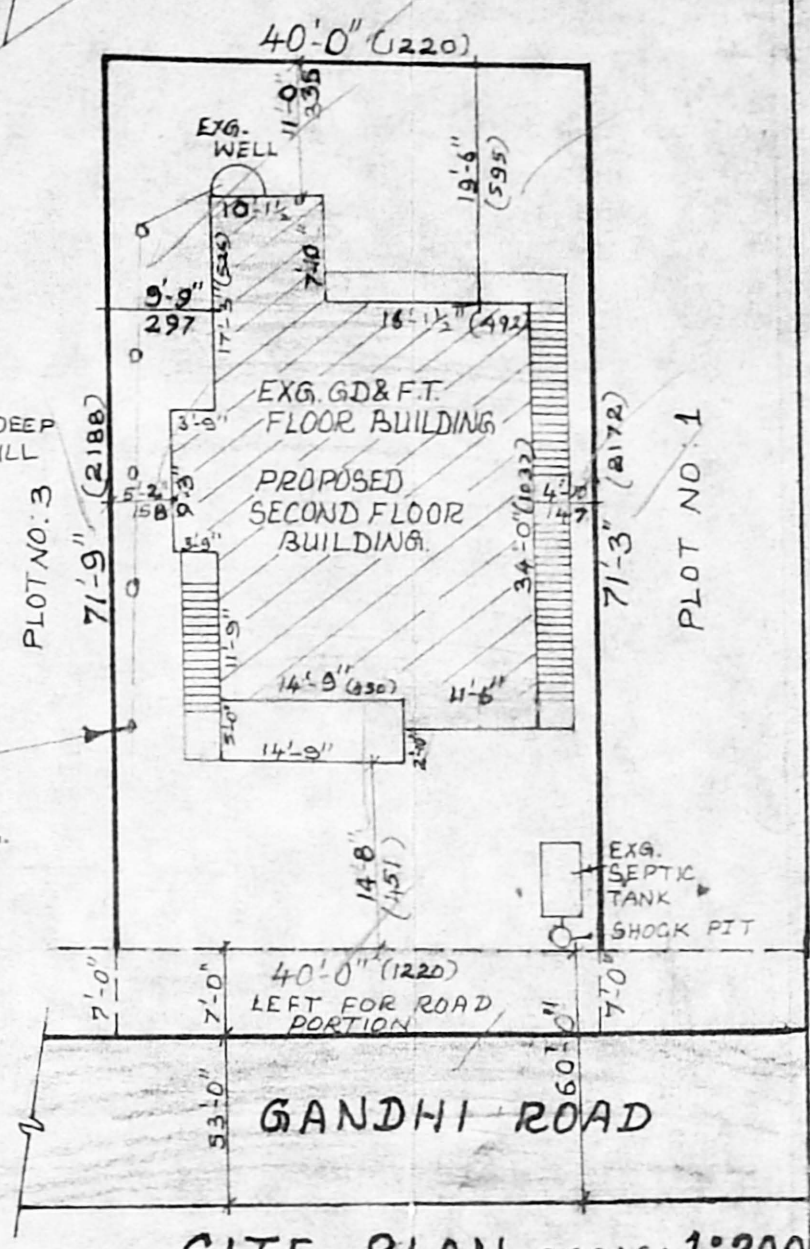 40'-0" (1220)
11'-0"
335
EXG.
WELL
19'-6"
(595)
10'-1½"
7'-10"
17'-3" (526)
9'-9"
297
16'-1½" (492)
EXG. GD & F.T.
FLOOR BUILDING
3'-9"
DEEP
PLOT NO: 3
71'-9" (2188)
5'-2"
158
9'-3"
PROPOSED
SECOND FLOOR
BUILDING.
34'-0" (1037)
147
71'-3" (2172)
PLOT NO: 1
3'-9"
11'-9"
14'-9"
11'-6"
5'-0"
14'-9"
2'-0"
14'-8
(451)
EXG.
SEPTIC
TANK
SHOCK PIT
7'-0"
7'-0"
40'-0" (1220)
LEFT FOR ROAD
PORTION
7'-0"
53'-0"
60'-0"
GANDHI ROAD
SITE PLAN
1:200